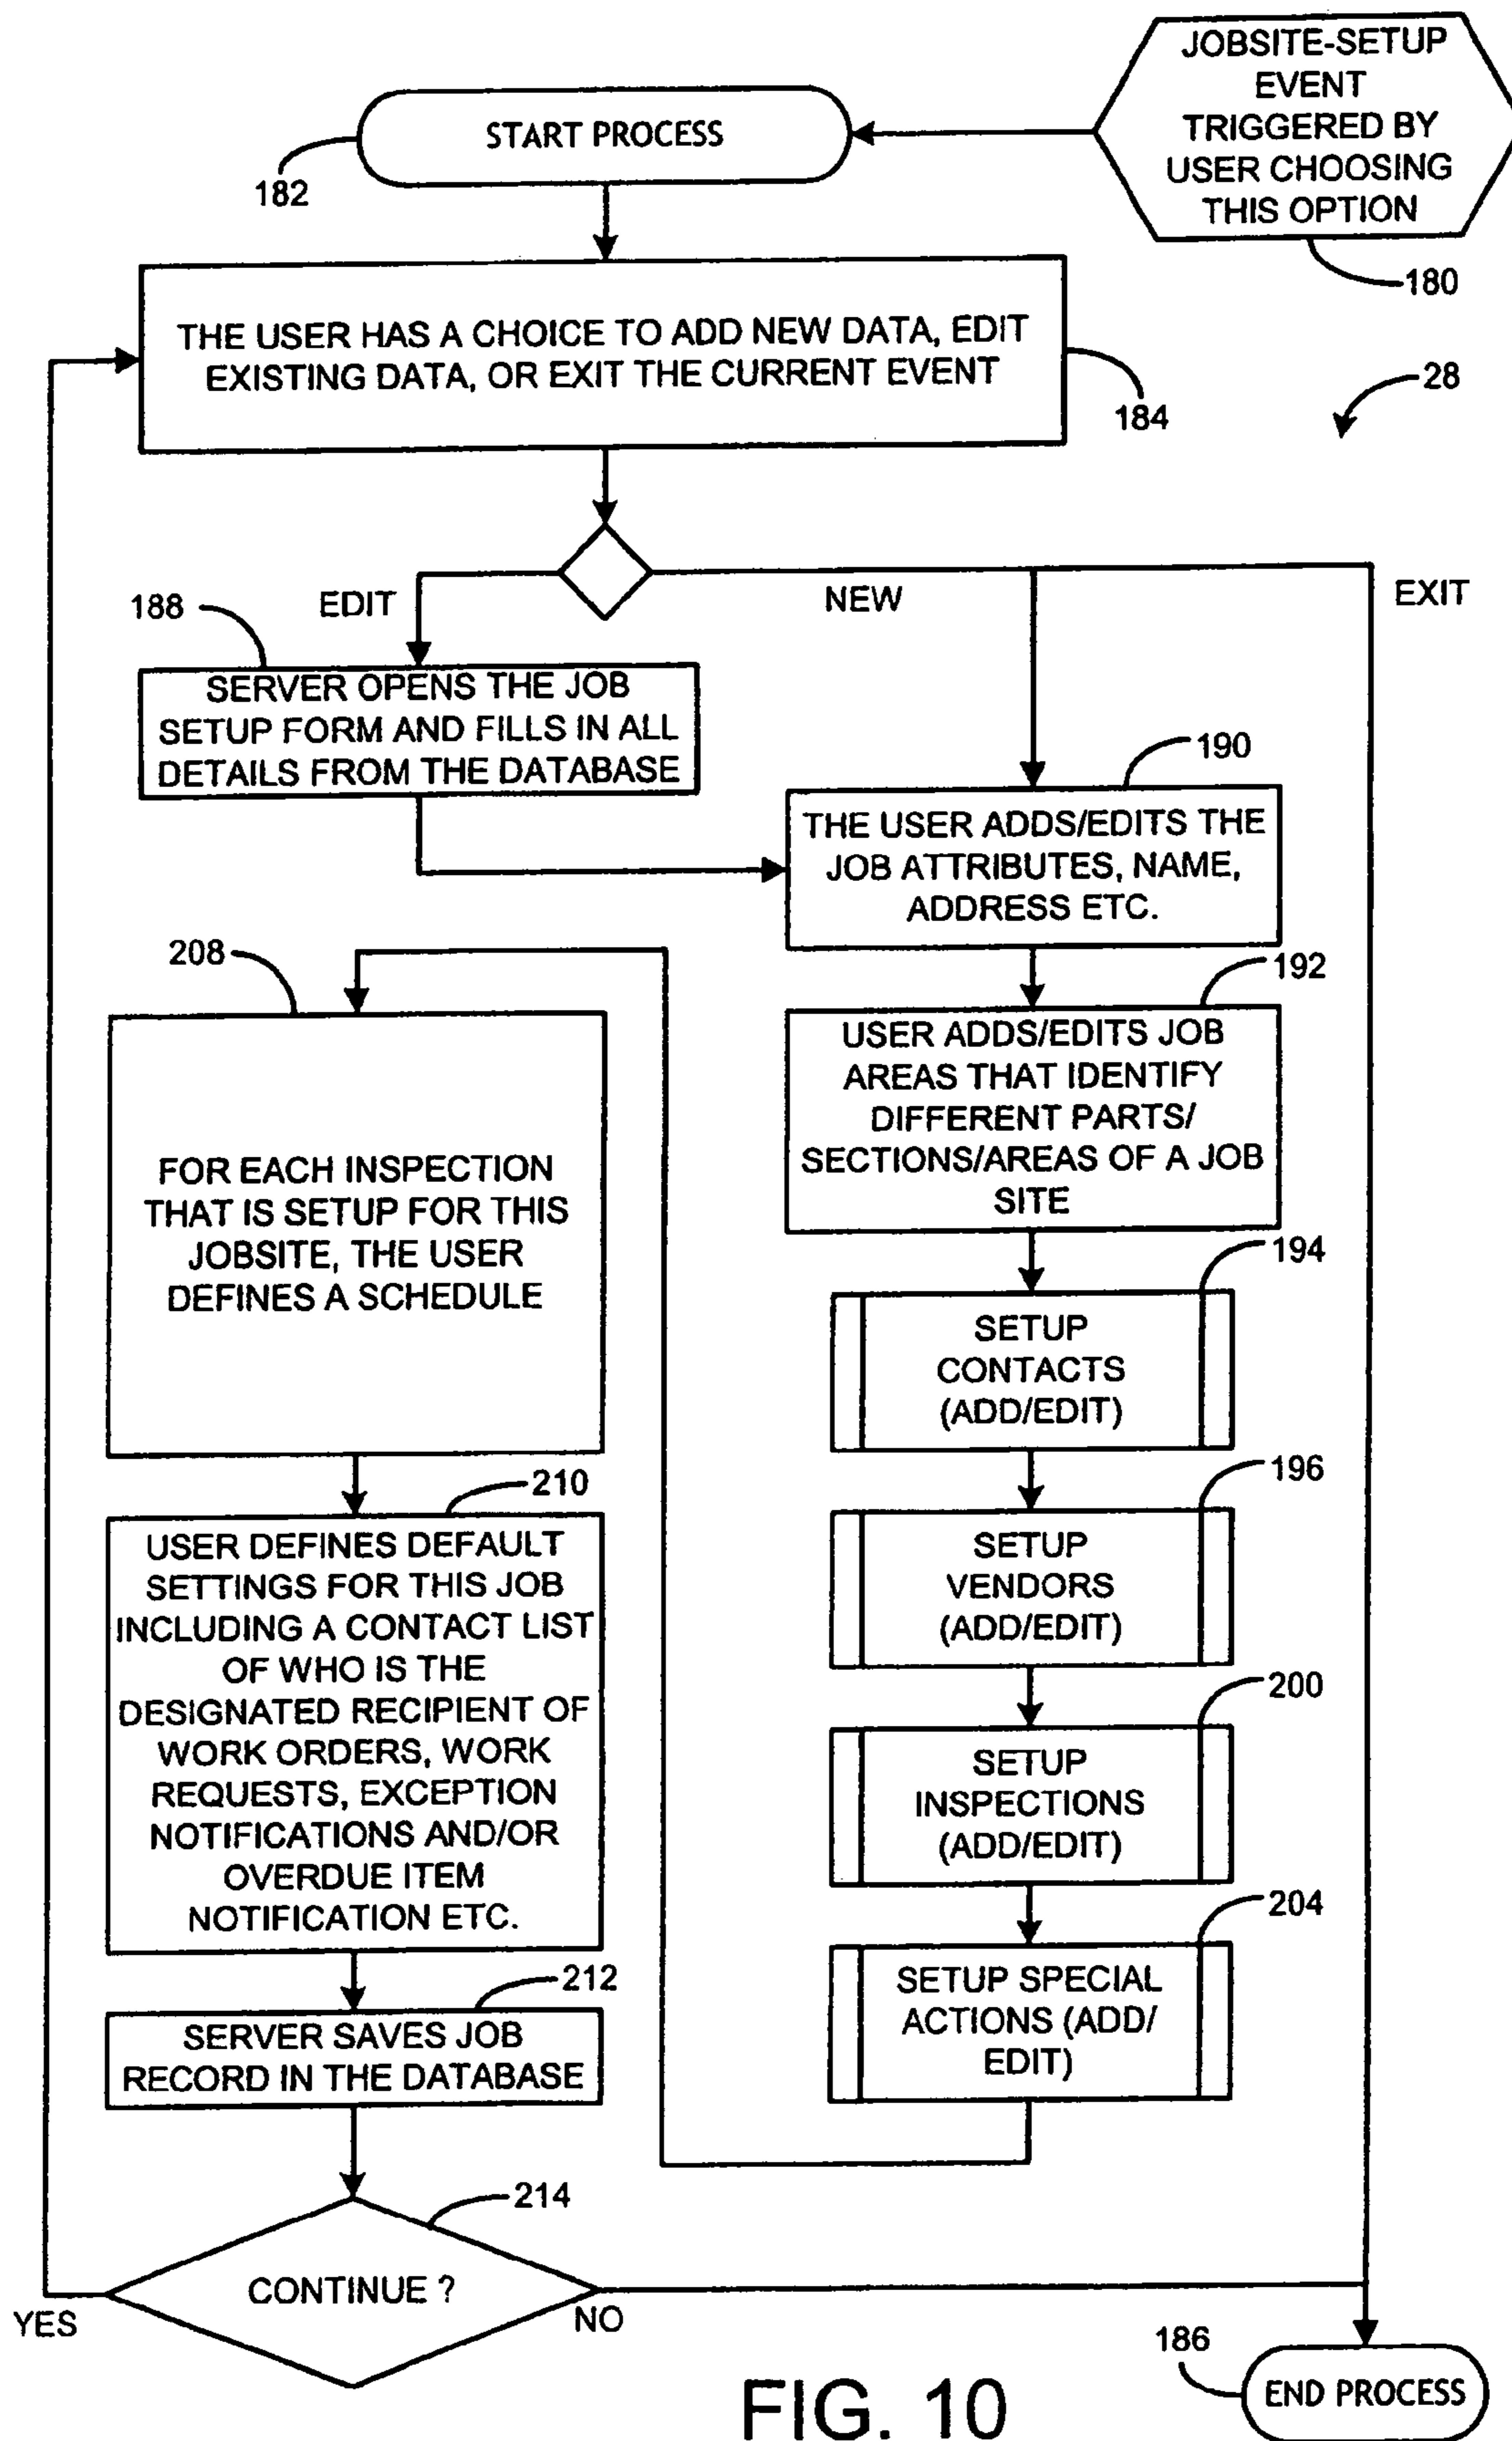 JOBSITE-SETUP
EVENT
TRIGGERED BY
USER CHOOSING
THIS OPTION
180
START PROCESS
182
THE USER HAS A CHOICE TO ADD NEW DATA, EDIT
EXISTING DATA, OR EXIT THE CURRENT EVENT
184
28
EDIT
NEW
EXIT
188
SERVER OPENS THE JOB
SETUP FORM AND FILLS IN ALL
DETAILS FROM THE DATABASE
190
THE USER ADDS/EDITS THE
JOB ATTRIBUTES, NAME,
ADDRESS ETC.
192
USER ADDS/EDITS JOB
AREAS THAT IDENTIFY
DIFFERENT PARTS/
SECTIONS/AREAS OF A JOB
SITE
194
SETUP
CONTACTS
(ADD/EDIT)
196
SETUP
VENDORS
(ADD/EDIT)
200
SETUP
INSPECTIONS
(ADD/EDIT)
204
SETUP SPECIAL
ACTIONS (ADD/
EDIT)
208
FOR EACH INSPECTION
THAT IS SETUP FOR THIS
JOBSITE, THE USER
DEFINES A SCHEDULE
210
USER DEFINES DEFAULT
SETTINGS FOR THIS JOB
INCLUDING A CONTACT LIST
OF WHO IS THE
DESIGNATED RECIPIENT OF
WORK ORDERS, WORK
REQUESTS, EXCEPTION
NOTIFICATIONS AND/OR
OVERDUE ITEM
NOTIFICATION ETC.
212
SERVER SAVES JOB
RECORD IN THE DATABASE
214
CONTINUE ?
YES
NO
186
END PROCESS
FIG. 10